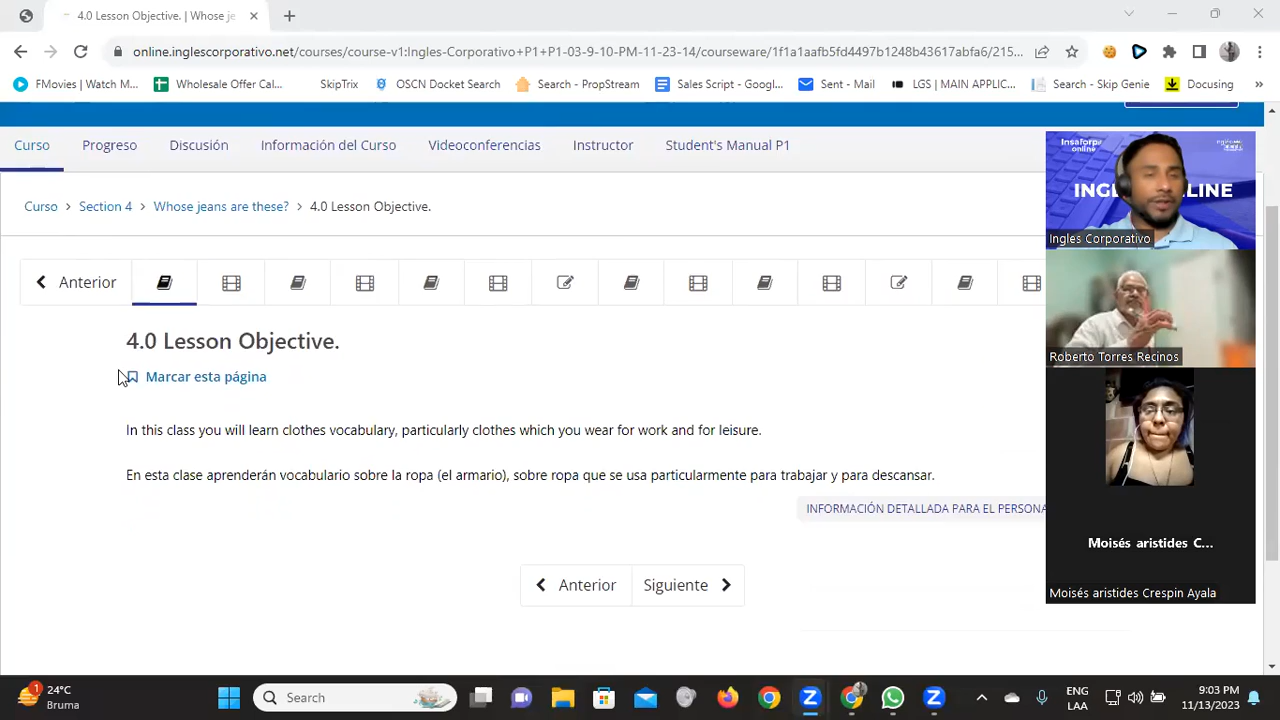 4.0 Lesson Objective. | Whose je
online.inglescorporativo.net/courses/course-v1:Ingles-Corporativo+P1+P1-03-9-10-PM-11-23-14/courseware/1f1a1aafb5fd4497b1248b43617abfa6/215...
FMovies | Watch M... Wholesale Offer Cal... SkipTrix OSCN Docket Search Search - PropStream Sales Script - Googl... Sent - Mail LGS | MAIN APPLIC... Search - Skip Genie Docusing »
Curso Progreso Discusión Información del Curso Videoconferencias Instructor Student's Manual P1
Curso > Section 4 > Whose jeans are these? > 4.0 Lesson Objective.
Anterior
4.0 Lesson Objective.
Marcar esta página
In this class you will learn clothes vocabulary, particularly clothes which you wear for work and for leisure.
En esta clase aprenderán vocabulario sobre la ropa (el armario), sobre ropa que se usa particularmente para trabajar y para descansar.
INFORMACIÓN DETALLADA PARA EL PERSONA
Anterior Siguiente
Insaforp
online
INGL LINE
Ingles Corporativo
Roberto Torres Recinos
Moisés aristides C...
Moisés aristides Crespin Ayala
1
24°C
Bruma
Search
ENG
LAA
9:03 PM
11/13/2023